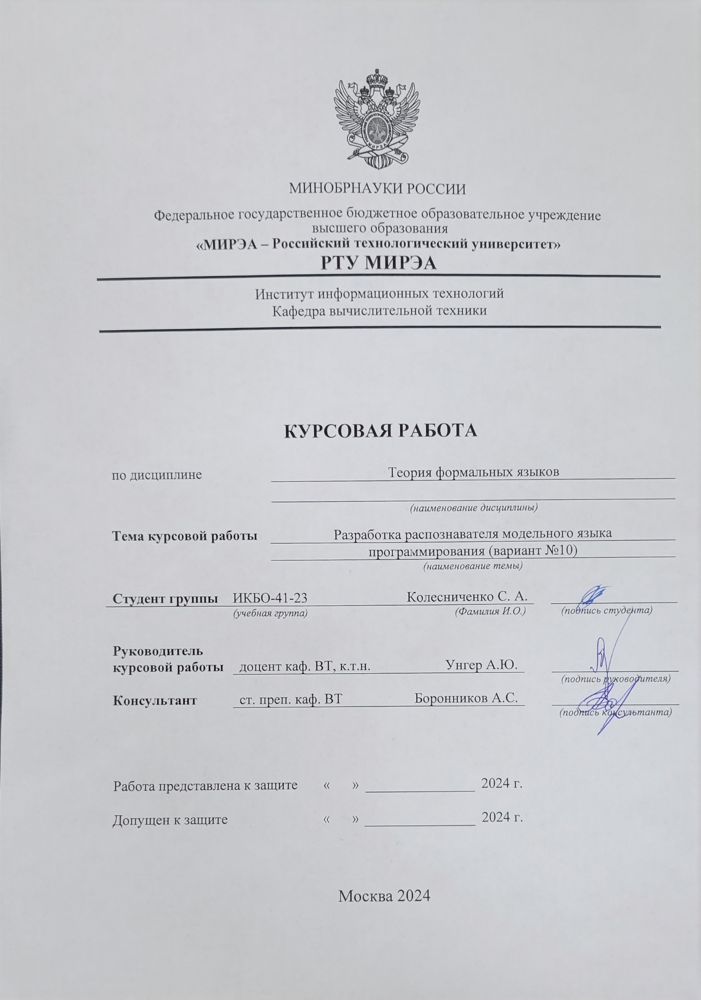 МИНОБРНАУКИ РОССИИ
Федеральное государственное бюджетное образовательное учреждение
высшего образования
«МИРЭА – Российский технологический университет»
РТУ МИРЭА
Институт информационных технологий
Кафедра вычислительной техники
КУРСОВАЯ РАБОТА
по дисциплине Теория формальных языков
(наименование дисциплины)
Тема курсовой работы Разработка распознавателя модельного языка
программирования (вариант №10)
(наименование темы)
Студент группы ИКБО-41-23 Колесниченко С. А.
(учебная группа) (Фамилия И.О.) (подпись студента)
Руководитель
курсовой работы доцент каф. ВТ, к.т.н. Унгер А.Ю.
(подпись руководителя)
Консультант ст. преп. каф. ВТ Боронников А.С.
(подпись консультанта)
Работа представлена к защите « » 2024 г.
Допущен к защите « » 2024 г.
Москва 2024